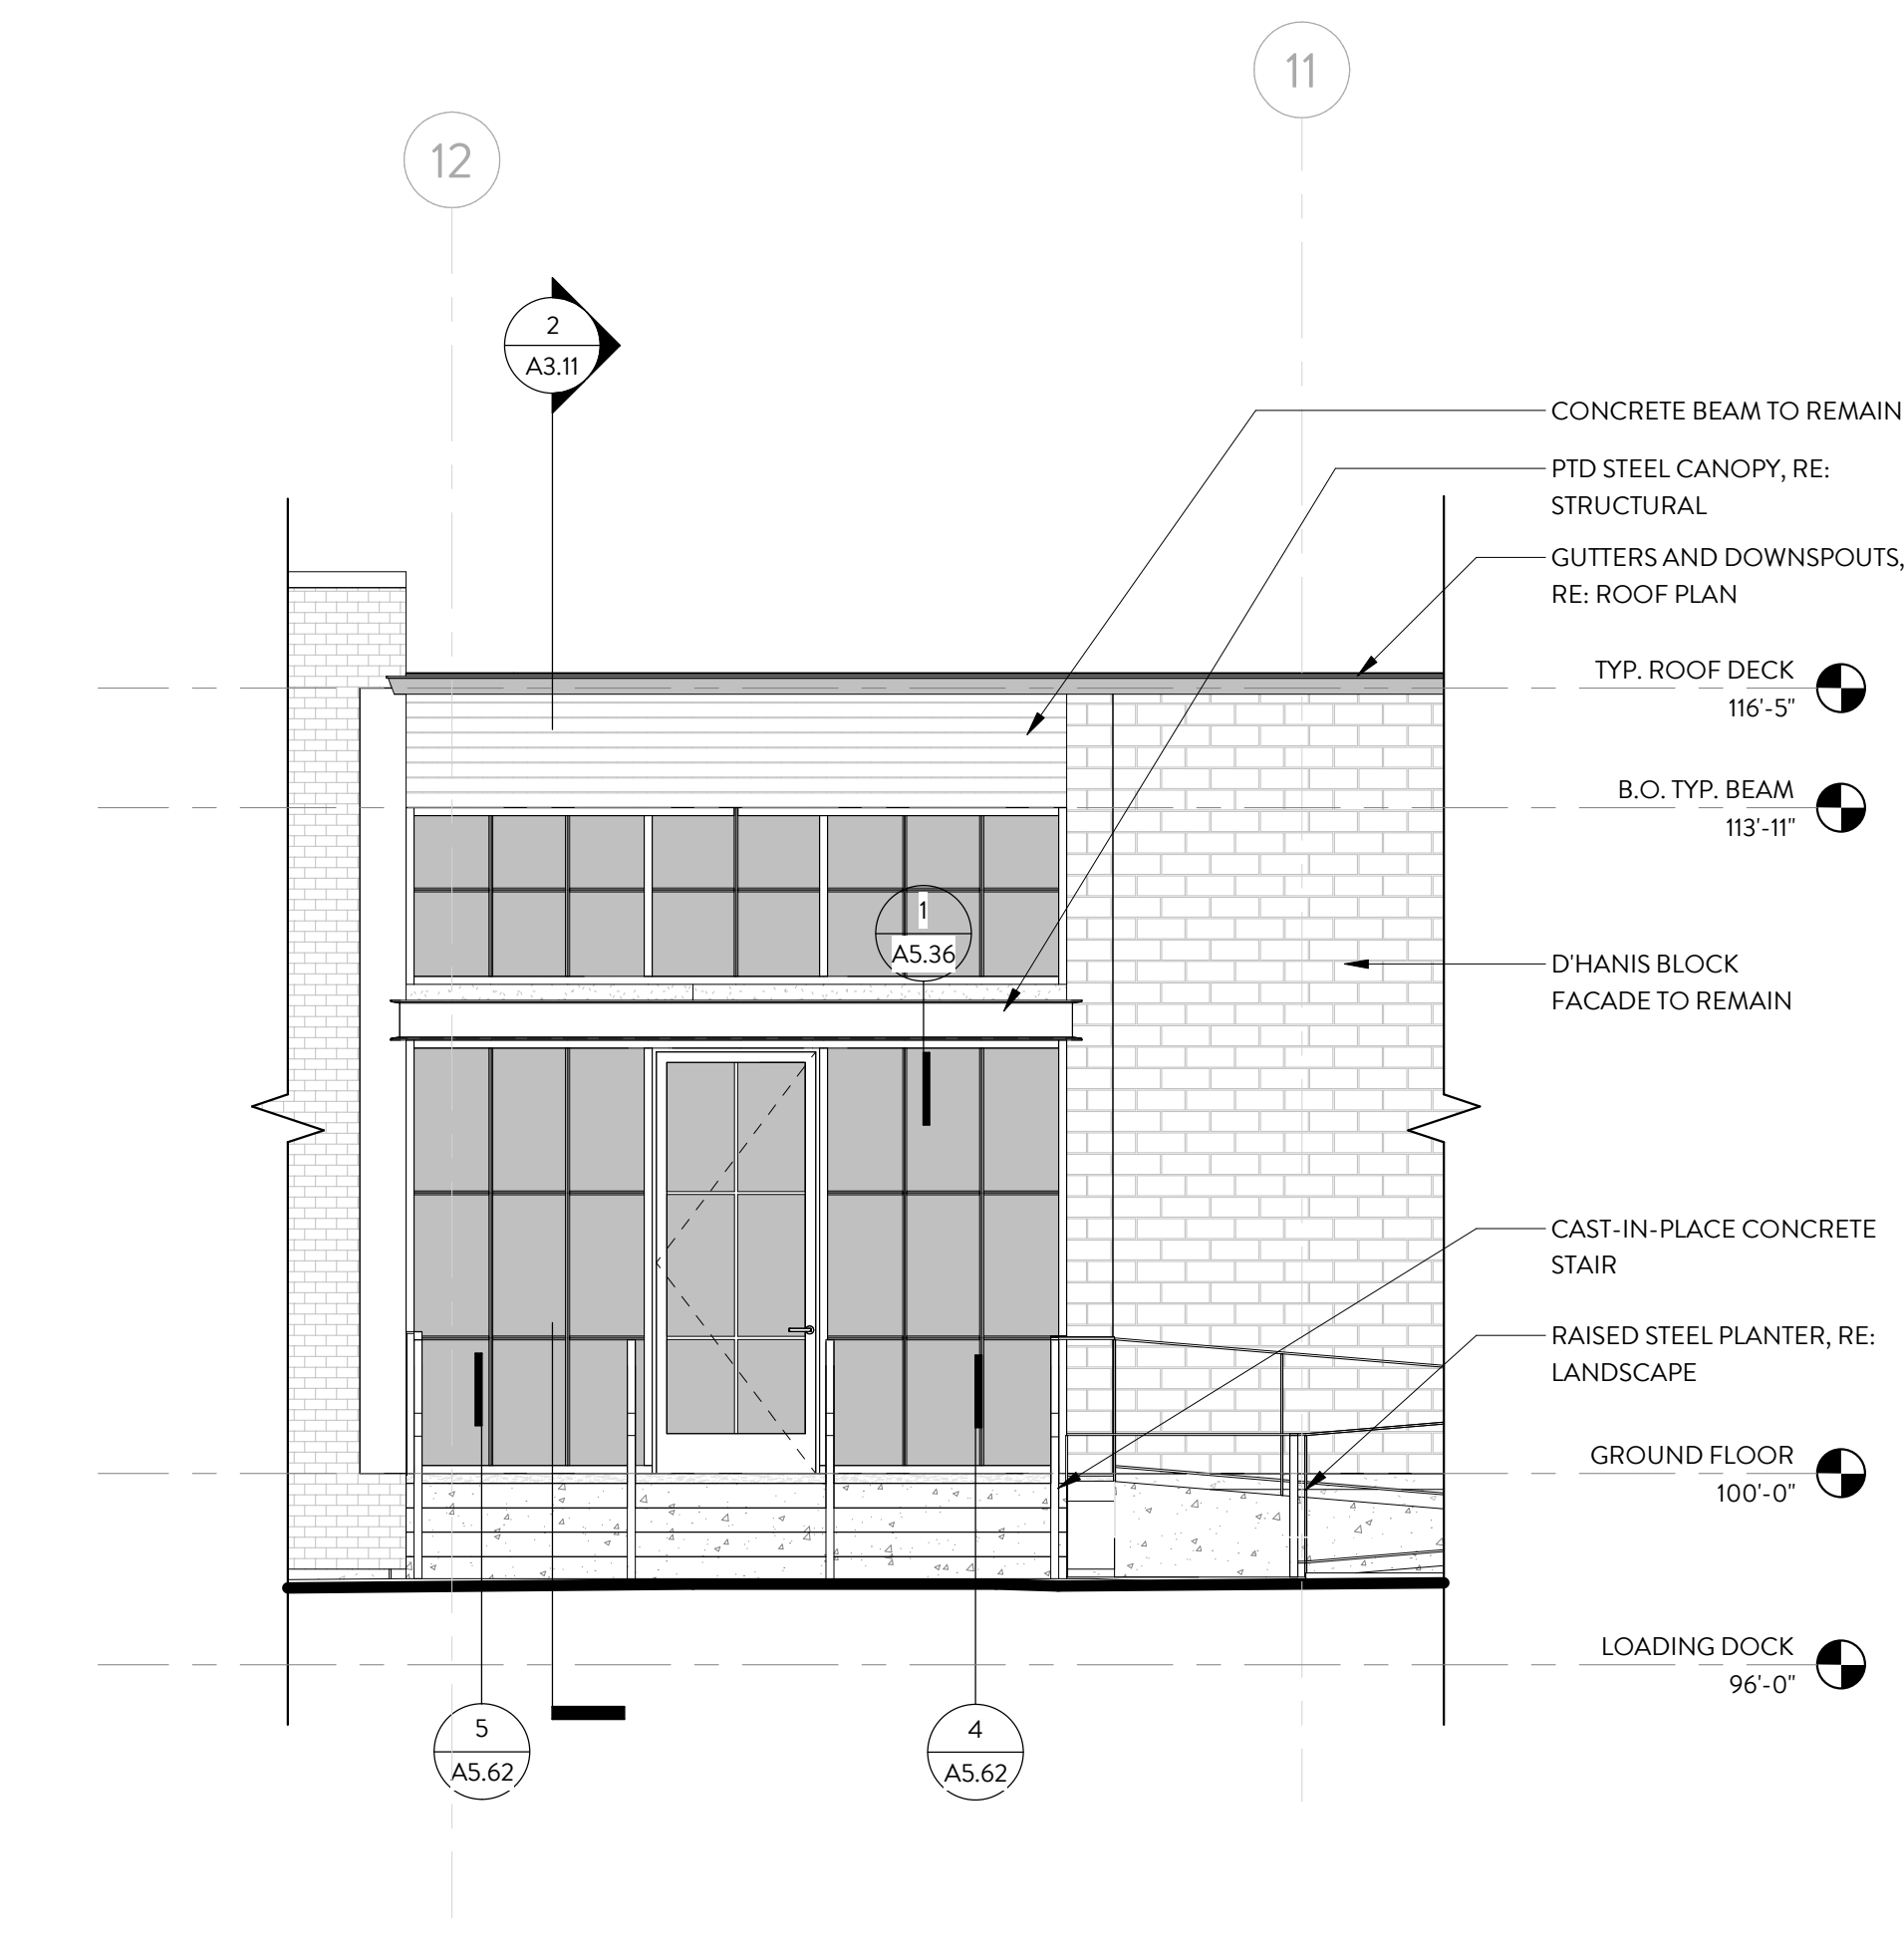 11
12
2
A3.11
CONCRETE BEAM TO REMAIN
PTD STEEL CANOPY, RE:
STRUCTURAL
GUTTERS AND DOWNSPOUTS,
RE: ROOF PLAN
TYP. ROOF DECK
116'-5"
B.O. TYP. BEAM
113'-11"
1
A5.36
D'HANIS BLOCK
FACADE TO REMAIN
CAST-IN-PLACE CONCRETE
STAIR
RAISED STEEL PLANTER, RE:
LANDSCAPE
GROUND FLOOR
100'-0"
LOADING DOCK
96'-0"
5
A5.62
4
A5.62